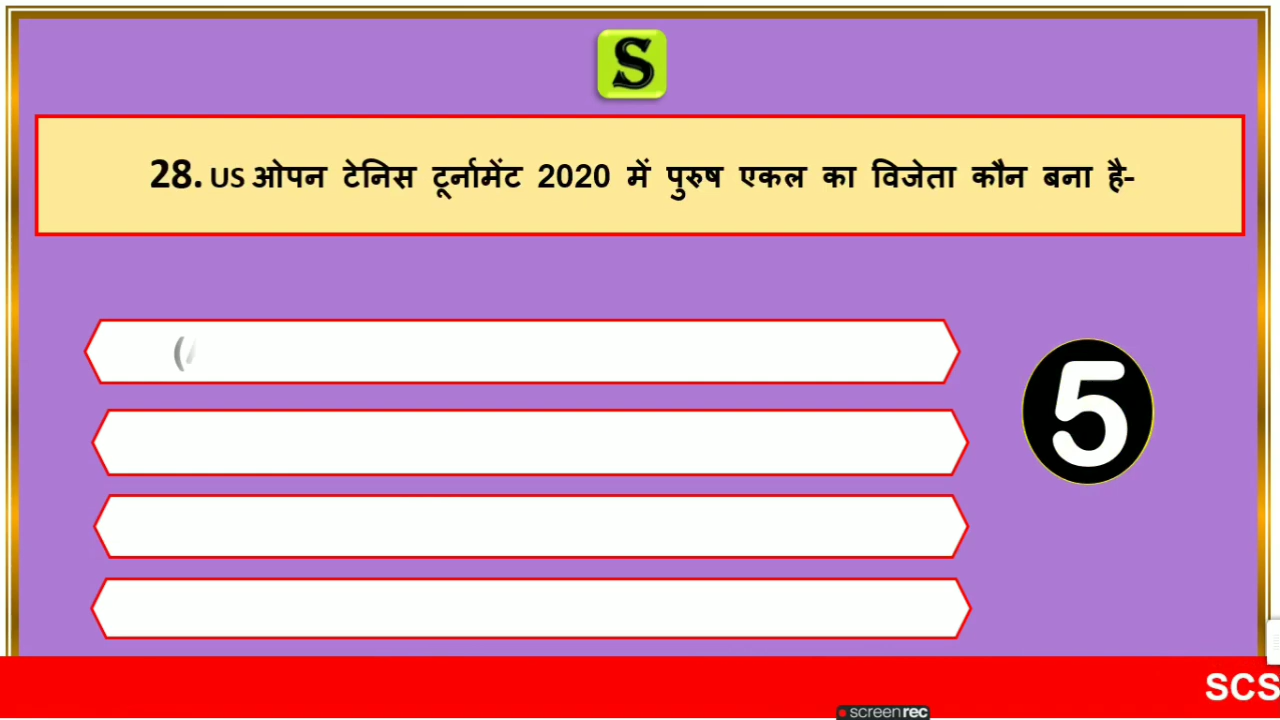 S
28. US ओपन टेनिस टूर्नामेंट 2020 में पुरुष एकल का विजेता कौन बना है-
5
SCS
screenrec